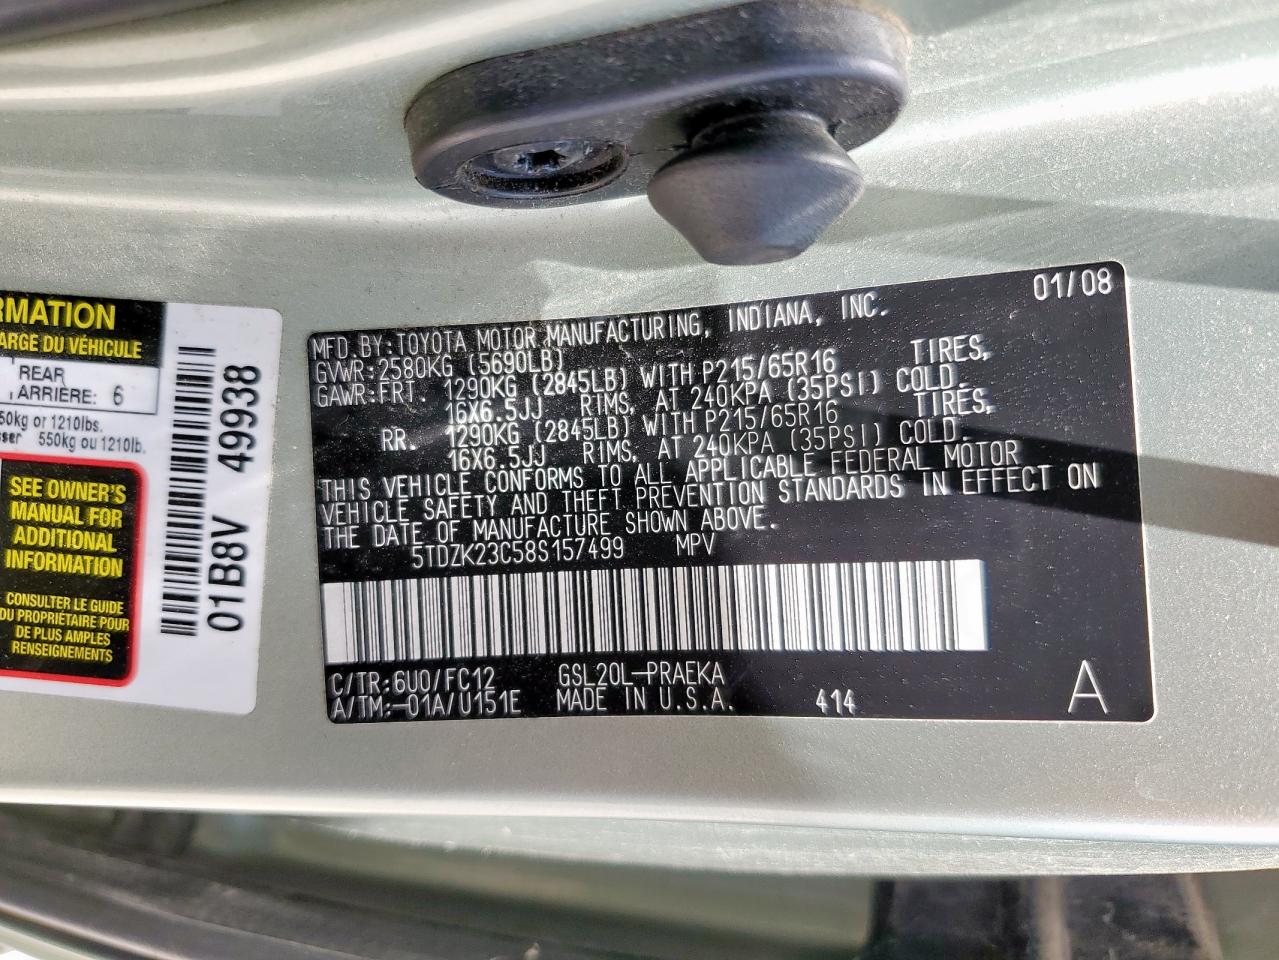 RMATION
ARGE DU VÉHICULE
REAR
ARRIÈRE: 6
50kg or 1210lbs.
sser 550kg ou 1210lb.
SEE OWNER'S
MANUAL FOR
ADDITIONAL
INFORMATION
CONSULTER LE GUIDE
DU PROPRIÉTAIRE POUR
DE PLUS AMPLES
RENSEIGNEMENTS
01B8V 49938
01/08
MFD. BY: TOYOTA MOTOR MANUFACTURING, INDIANA, INC.
GVWR: 2580KG (5690LB)
GAWR: FRT. 1290KG (2845LB) WITH P215/65R16 TIRES,
16X6.5JJ RIMS, AT 240KPA (35PSI) COLD.
RR. 1290KG (2845LB) WITH P215/65R16 TIRES,
16X6.5JJ RIMS, AT 240KPA (35PSI) COLD.
THIS VEHICLE CONFORMS TO ALL APPLICABLE FEDERAL MOTOR
VEHICLE SAFETY AND THEFT PREVENTION STANDARDS IN EFFECT ON
THE DATE OF MANUFACTURE SHOWN ABOVE.
5TDZK23C58S157499 MPV
C/TR: 6U0/FC12 GSL20L-PRAEKA
A/TM: -01A/U151E MADE IN U.S.A. 414
A